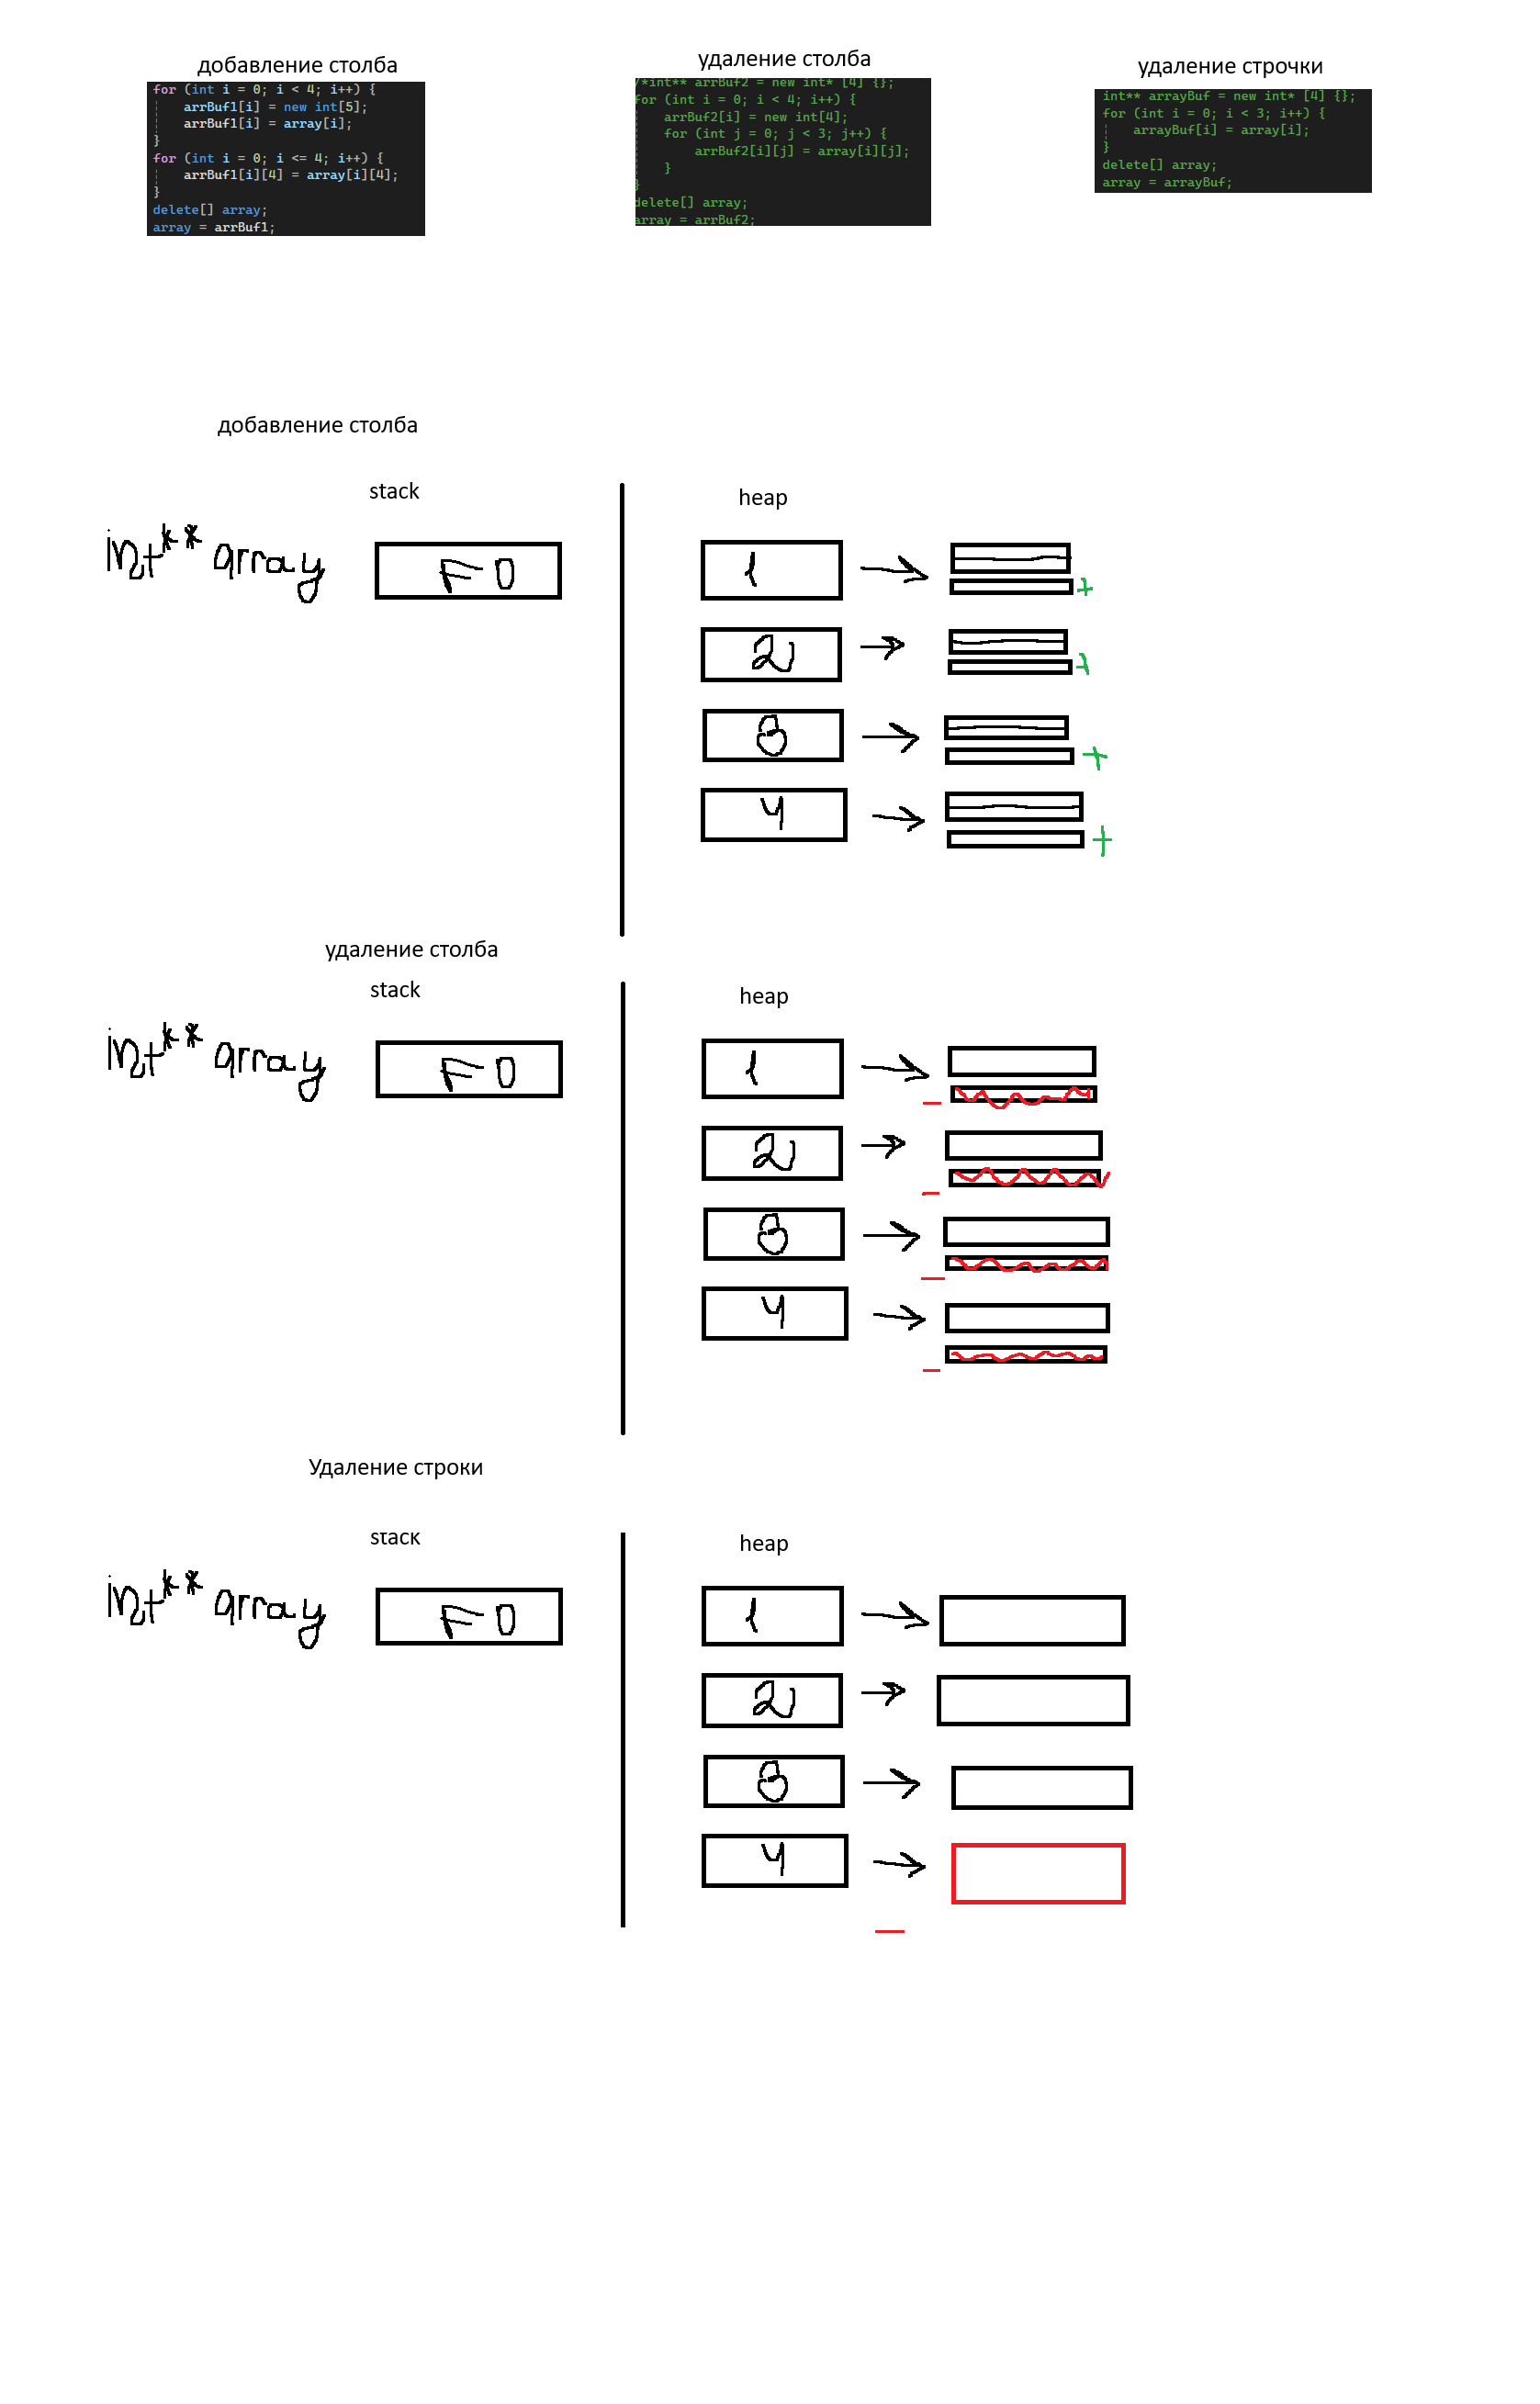 добавление столба
for (int i = 0; i < 4; i++) {
arrBuf1[i] = new int[5];
arrBuf1[i] = array[i];
}
for (int i = 0; i <= 4; i++) {
arrBuf1[i][4] = array[i][4];
}
delete[] array;
array = arrBuf1;
удаление столба
/*int** arrBuf2 = new int* [4] {};
for (int i = 0; i < 4; i++) {
arrBuf2[i] = new int[4];
for (int j = 0; j < 3; j++) {
arrBuf2[i][j] = array[i][j];
}
}
delete[] array;
array = arrBuf2;
удаление строчки
int** arrayBuf = new int* [4] {};
for (int i = 0; i < 3; i++) {
arrayBuf[i] = array[i];
}
delete[] array;
array = arrayBuf;
добавление столба
stack
heap
int** array
F0
1
+
2
+
3
+
4
+
удаление столба
stack
heap
int** array
F0
1
-
2
-
3
-
4
-
Удаление строки
stack
heap
int** array
F0
1
2
3
4
-